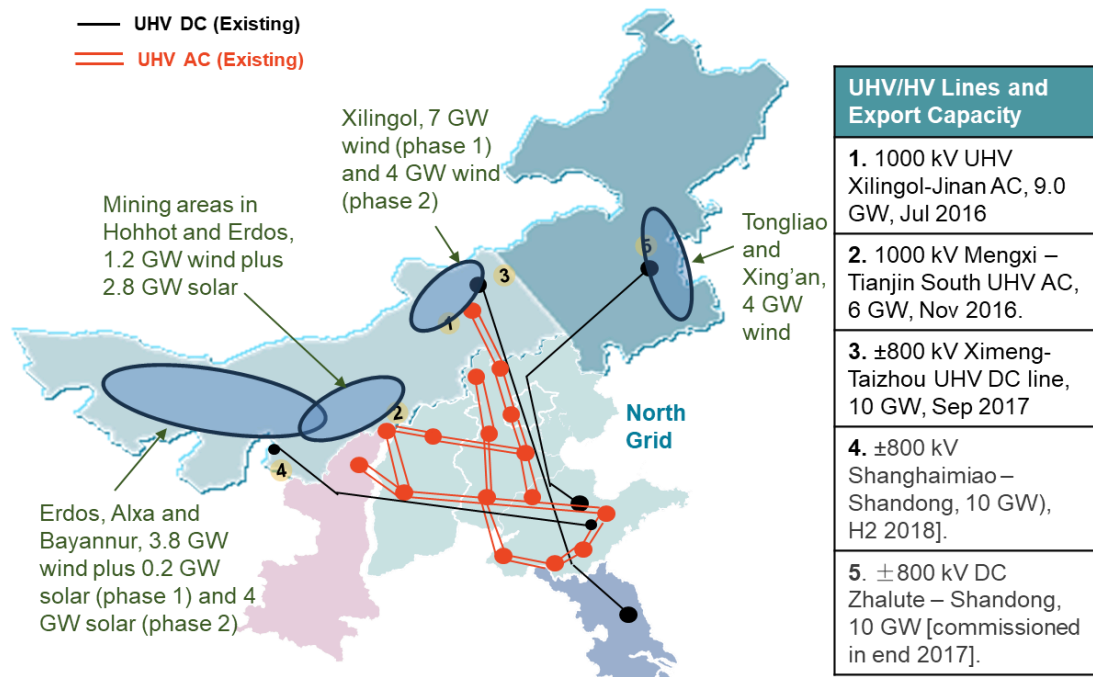 UHV DC (Existing)
UHV AC (Existing)
Xilingol, 7 GW
wind (phase 1)
and 4 GW wind
(phase 2)
Mining areas in
Hohhot and Erdos,
1.2 GW wind plus
2.8 GW solar
Tongliao
and
Xing’an,
4 GW
wind
Erdos, Alxa and
Bayannur, 3.8 GW
wind plus 0.2 GW
solar (phase 1) and 4
GW solar (phase 2)
North
Grid
1
2
3
4
5
UHV/HV Lines and
Export Capacity
1. 1000 kV UHV
Xilingol-Jinan AC, 9.0
GW, Jul 2016
2. 1000 kV Mengxi –
Tianjin South UHV AC,
6 GW, Nov 2016.
3. ±800 kV Ximeng-
Taizhou UHV DC line,
10 GW, Sep 2017
4. ±800 kV
Shanghaimiao –
Shandong, 10 GW),
H2 2018].
5. ±800 kV DC
Zhalute – Shandong,
10 GW [commissioned
in end 2017].